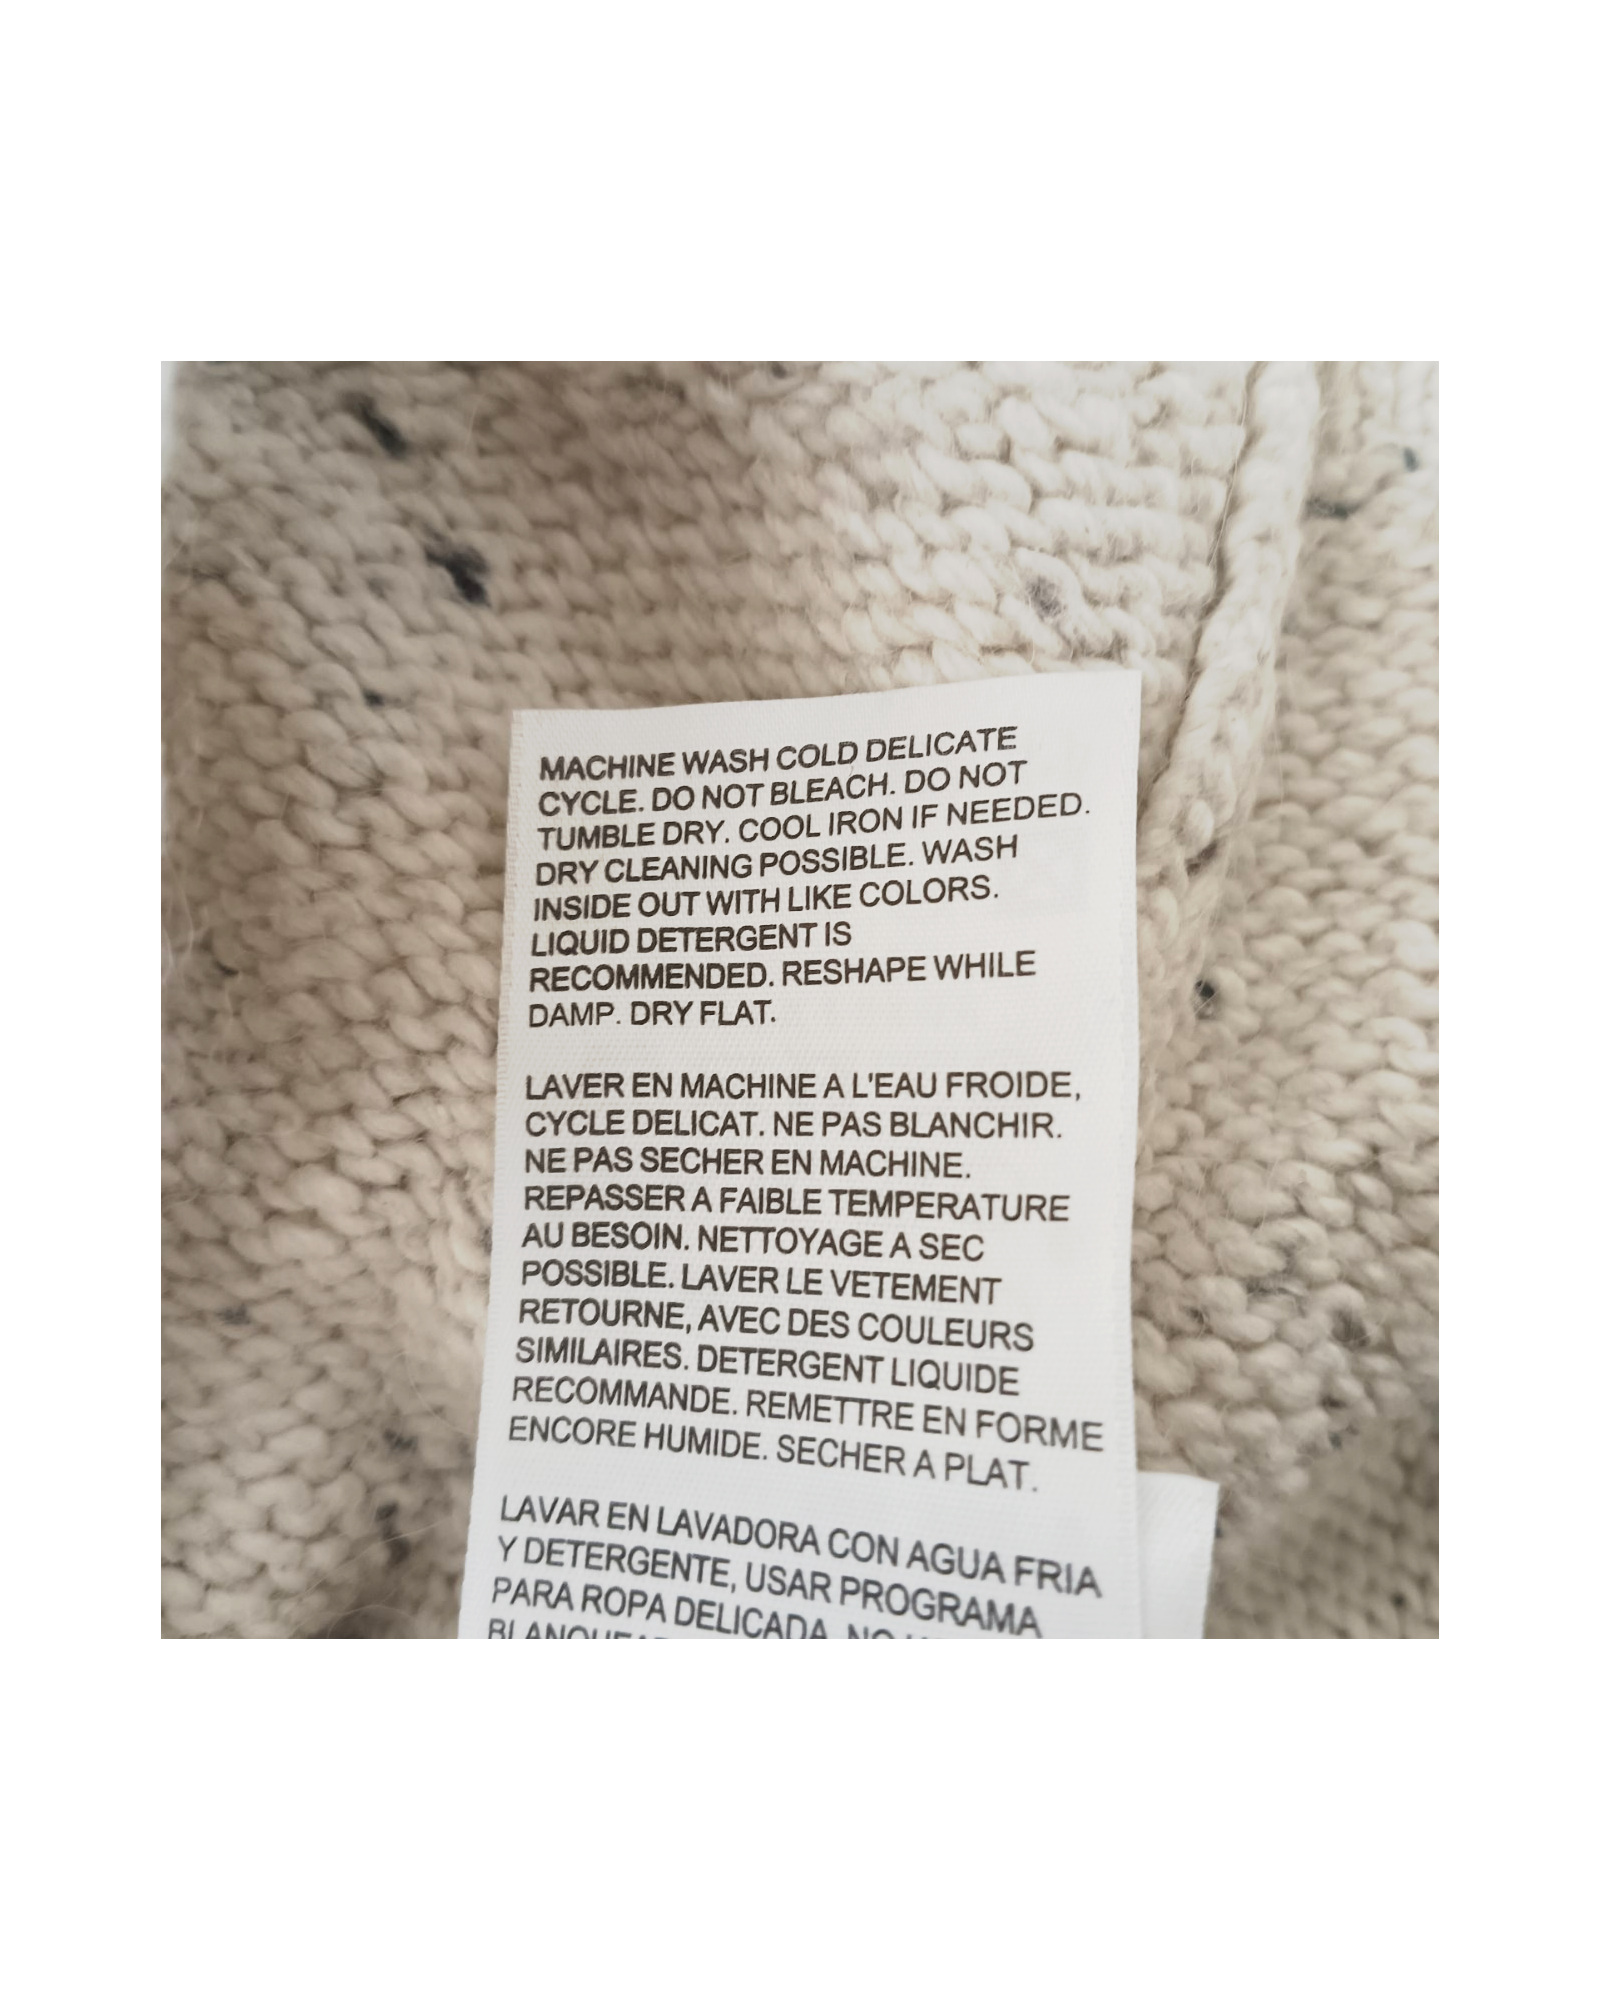 MACHINE WASH COLD DELICATE
CYCLE. DO NOT BLEACH. DO NOT
TUMBLE DRY. COOL IRON IF NEEDED.
DRY CLEANING POSSIBLE. WASH
INSIDE OUT WITH LIKE COLORS.
LIQUID DETERGENT IS
RECOMMENDED. RESHAPE WHILE
DAMP. DRY FLAT.
LAVER EN MACHINE A L'EAU FROIDE,
CYCLE DELICAT. NE PAS BLANCHIR.
NE PAS SECHER EN MACHINE.
REPASSER A FAIBLE TEMPERATURE
AU BESOIN. NETTOYAGE A SEC
POSSIBLE. LAVER LE VETEMENT
RETOURNE, AVEC DES COULEURS
SIMILAIRES. DETERGENT LIQUIDE
RECOMMANDE. REMETTRE EN FORME
ENCORE HUMIDE. SECHER A PLAT.
LAVAR EN LAVADORA CON AGUA FRIA
Y DETERGENTE, USAR PROGRAMA
PARA ROPA DELICADA. NO